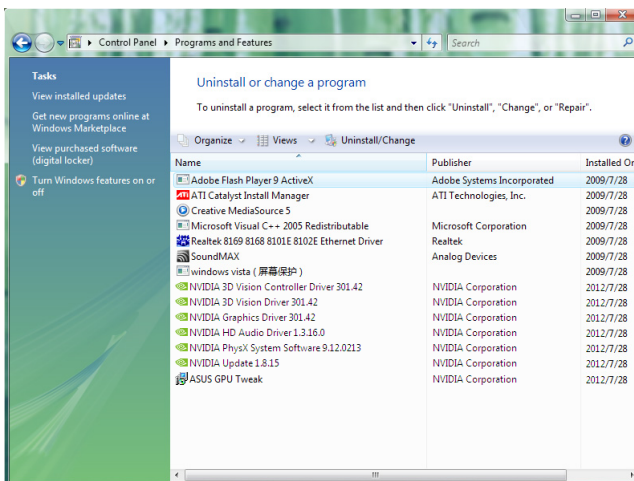 Control Panel ▸ Programs and Features
Search
Tasks
View installed updates
Get new programs online at
Windows Marketplace
View purchased software
(digital locker)
Turn Windows features on or
off
Uninstall or change a program
To uninstall a program, select it from the list and then click "Uninstall", "Change", or "Repair".
Organize Views Uninstall/Change
Name Publisher Installed On
Adobe Flash Player 9 ActiveX Adobe Systems Incorporated 2009/7/28
ATI Catalyst Install Manager ATI Technologies, Inc. 2009/7/28
Creative MediaSource 5 2009/7/28
Microsoft Visual C++ 2005 Redistributable Microsoft Corporation 2009/7/28
Realtek 8169 8168 8101E 8102E Ethernet Driver Realtek 2009/7/28
SoundMAX Analog Devices 2009/7/28
windows vista ( 屏幕保护 ) 2009/7/28
NVIDIA 3D Vision Controller Driver 301.42 NVIDIA Corporation 2012/7/28
NVIDIA 3D Vision Driver 301.42 NVIDIA Corporation 2012/7/28
NVIDIA Graphics Driver 301.42 NVIDIA Corporation 2012/7/28
NVIDIA HD Audio Driver 1.3.16.0 NVIDIA Corporation 2012/7/28
NVIDIA PhysX System Software 9.12.0213 NVIDIA Corporation 2012/7/28
NVIDIA Update 1.8.15 NVIDIA Corporation 2012/7/28
ASUS GPU Tweak NVIDIA Corporation 2012/7/28